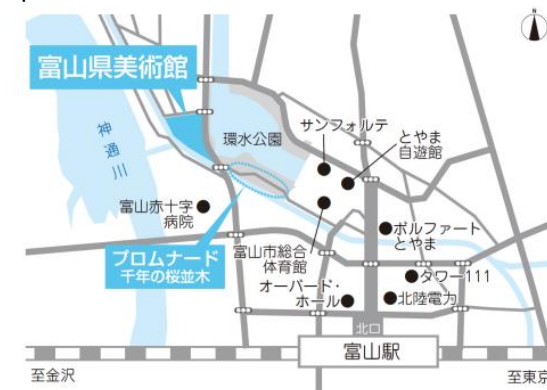 富山県美術館
神通川
環水公園
サンフォルテ
とやま
自遊館
富山赤十字
病院
プロムナード
千年の桜並木
富山市総合
体育館
ボルファート
とやま
タワー111
オーバード・
ホール
北陸電力
北口
富山駅
至金沢
至東京